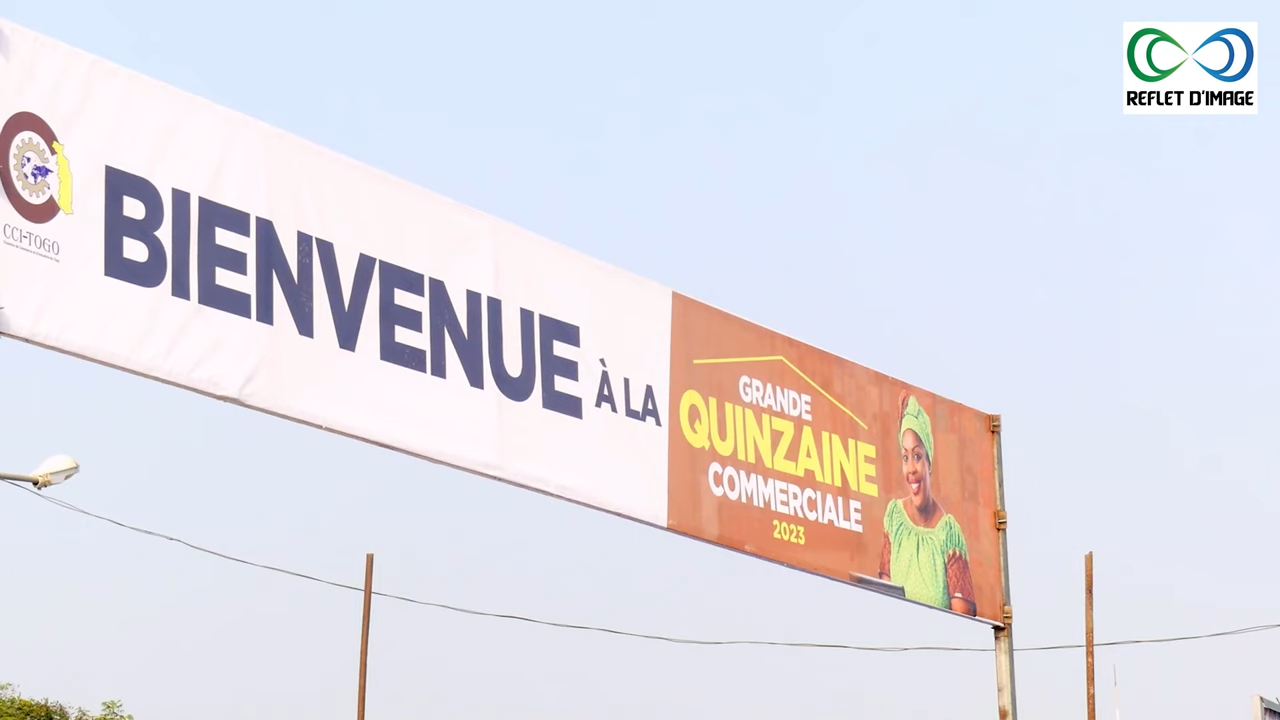 REFLET D'IMAGE
CCI-TOGO
BIENVENUE À LA
GRANDE
QUINZAINE
COMMERCIALE
2023